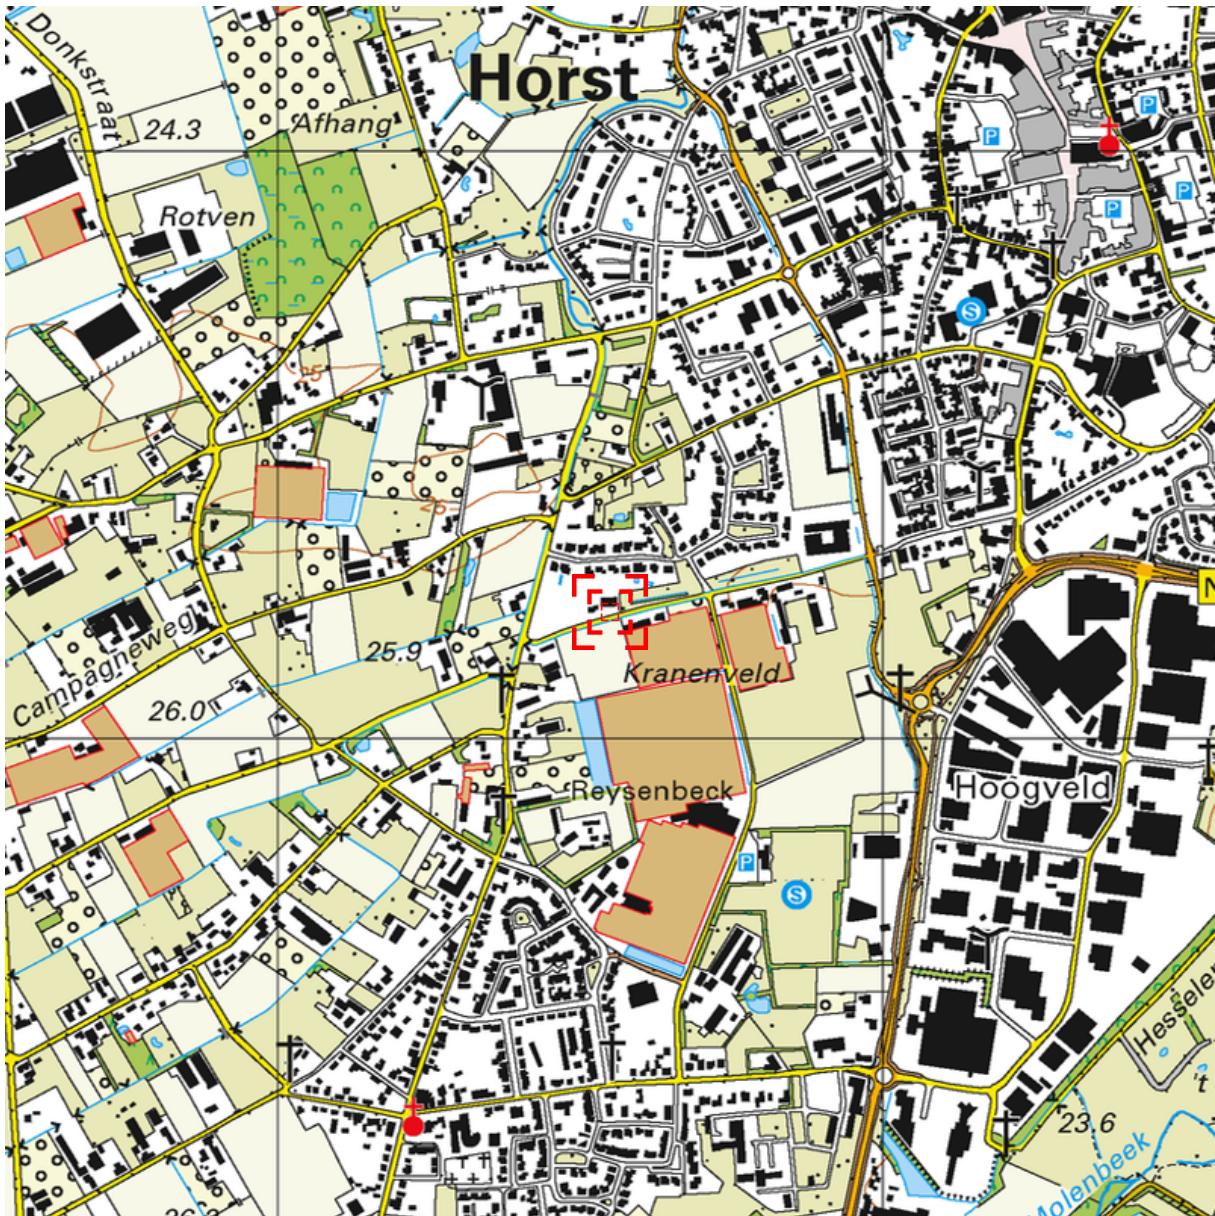 Donkstraat
Horst
24.3
Afhang
P
P
Rotven
P
P
S
25
25
N
Campagneweg
25.9
Kranenveld
26.0
Reysenbeck
Hoogveld
P
S
't
23.6
Molenbeek